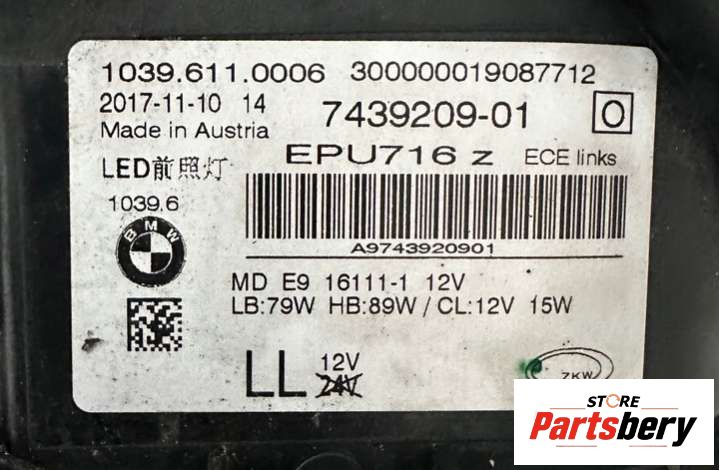 1039.611.0006 300000019087712
2017-11-10 14 7439209-01 O
Made in Austria
EPU716 z ECE links
LED前照灯
1039.6
BMW
A9743920901
MD E9 16111-1 12V
LB:79W HB:89W / CL:12V 15W
LL 12V
24V
ZKW
STORE
Partsbery